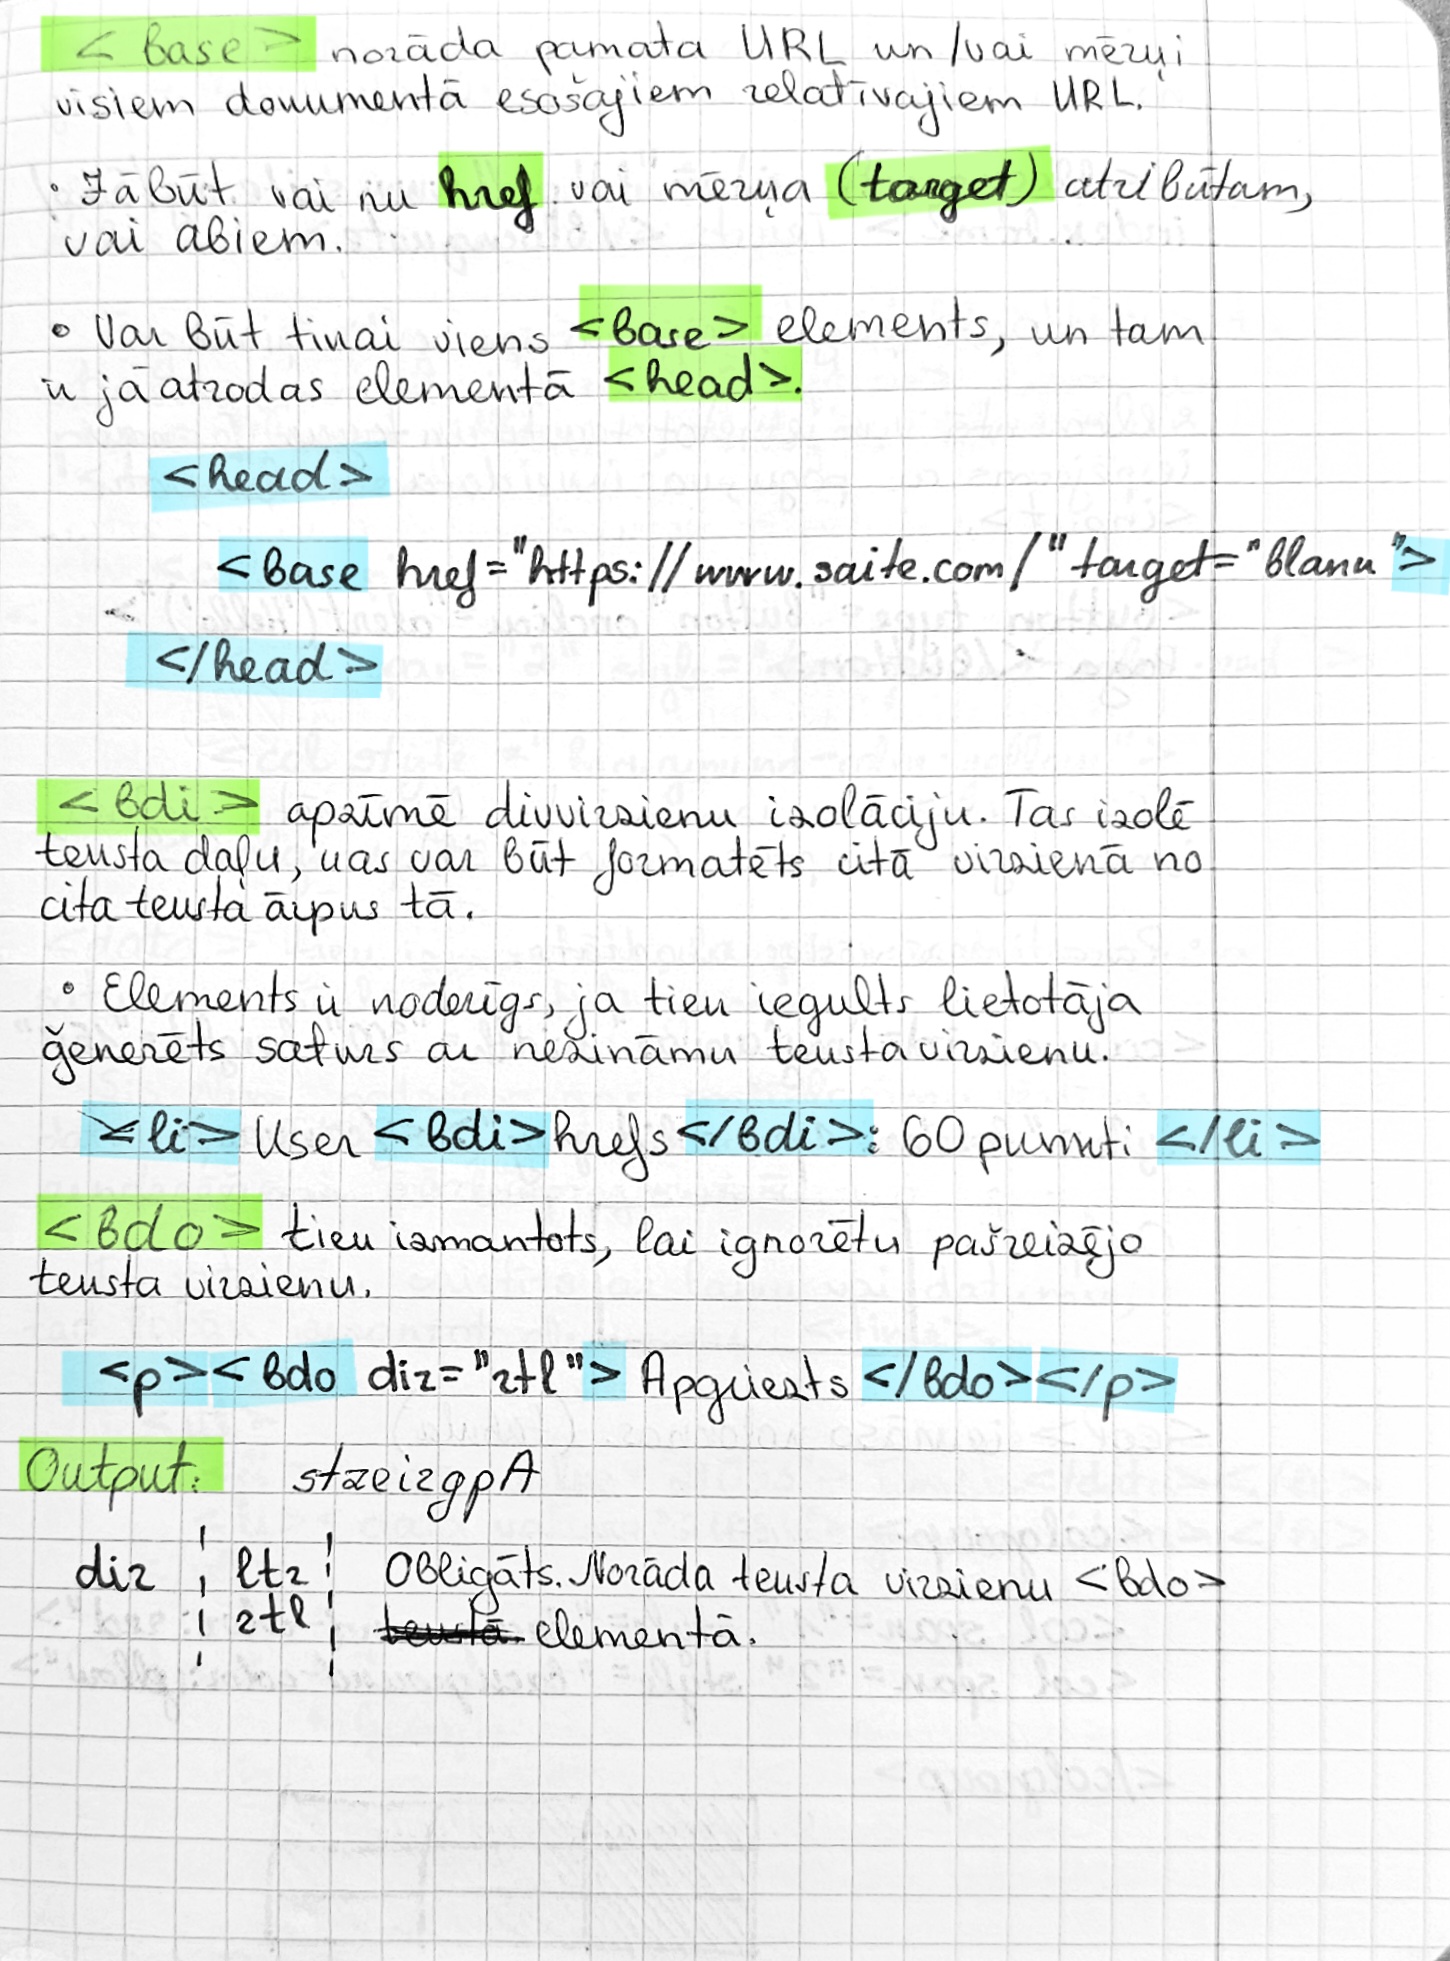 <base> norāda pamata URL un/vai mērķi
visiem dokumentā esošajiem relatīvajiem URL.
· Jābūt vai nu href vai mērķa (target) atribūtam,
vai abiem.
• Var būt tikai viens <base> elements, un tam
ir jāatrodas elementā <head>.
<head>
<base href="https://www.saite.com/" target="blank">
</head>
<bdi> apzīmē divvirzienu izolāciju. Tas izolē
teksta daļu, kas var būt formatēts citā virzienā no
cita teksta ārpus tā.
• Elements ir noderīgs, ja tiek iegults lietotāja
ģenerēts saturs ar nezināmu teksta virzienu.
<li> User <bdi>hrefs</bdi>: 60 punkti </li>
<bdo> tiek izmantots, lai ignorētu pašreizējo
teksta virzienu.
<p><bdo dir="rtl"> Apgriezts </bdo></p>
Output: stzeirgpA
dir ltr Obligāts. Norāda teksta virzienu <bdo>
rtl tekstā. elementā.